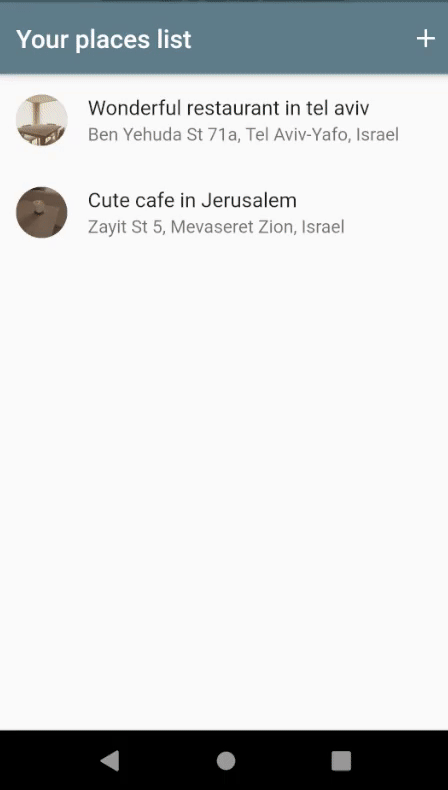 Your places list
Wonderful restaurant in tel aviv
Ben Yehuda St 71a, Tel Aviv-Yafo, Israel
Cute cafe in Jerusalem
Zayit St 5, Mevaseret Zion, Israel